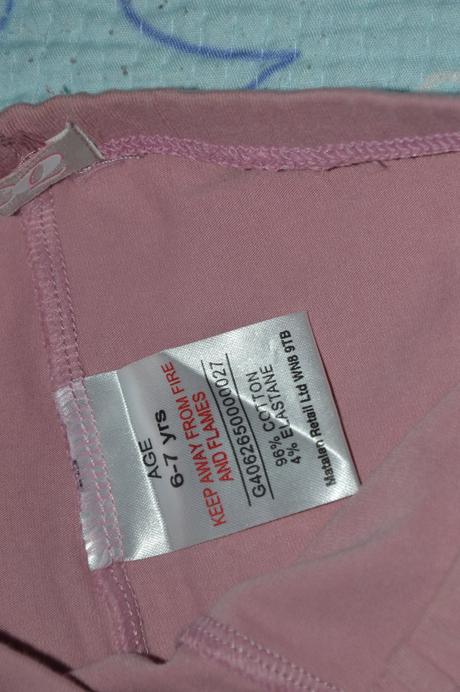 AGE
6-7 yrs
KEEP AWAY FROM FIRE
AND FLAMES
G4062650000027
96% COTTON
4% ELASTANE
Matalan Retail Ltd WN8 9TB